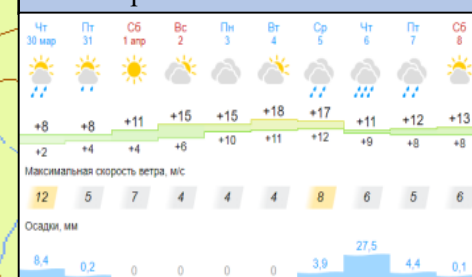 Чт Пт Сб Вс Пн Вт Ср Чт Пт Сб
30 мар 31 1 апр 2 3 4 5 6 7 8
+8 +8 +11 +15 +15 +18 +17 +11 +12 +13
+2 +4 +4 +6 +10 +11 +12 +9 +8 +8
Максимальная скорость ветра, м/с
12 5 7 4 4 4 8 6 5 6
Осадки, мм
8,4 0,2 0 0 0 0 3,9 27,5 4,4 0,1